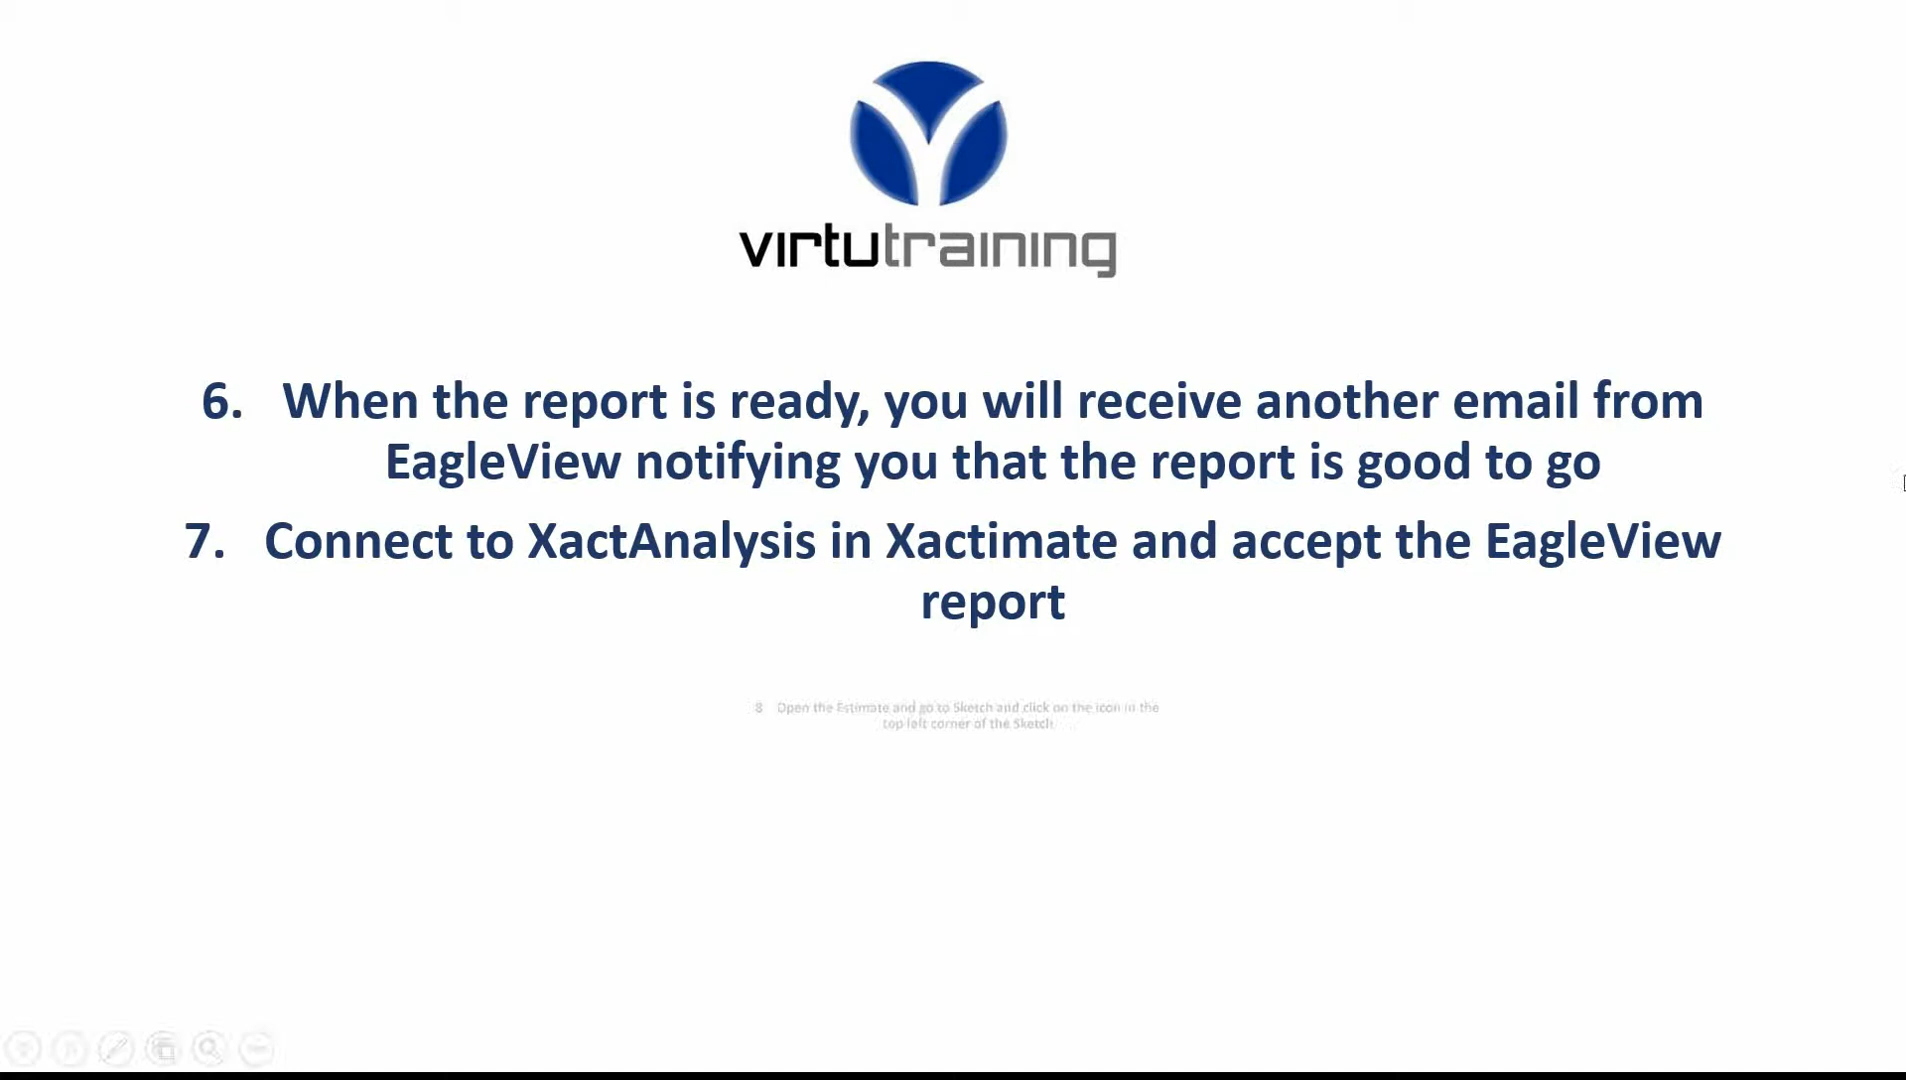 virtutraining
6. When the report is ready, you will receive another email from
EagleView notifying you that the report is good to go
7. Connect to XactAnalysis in Xactimate and accept the EagleView
report
8 Open the Estimate and go to Sketch and click on the icon in the
top left corner of the Sketch